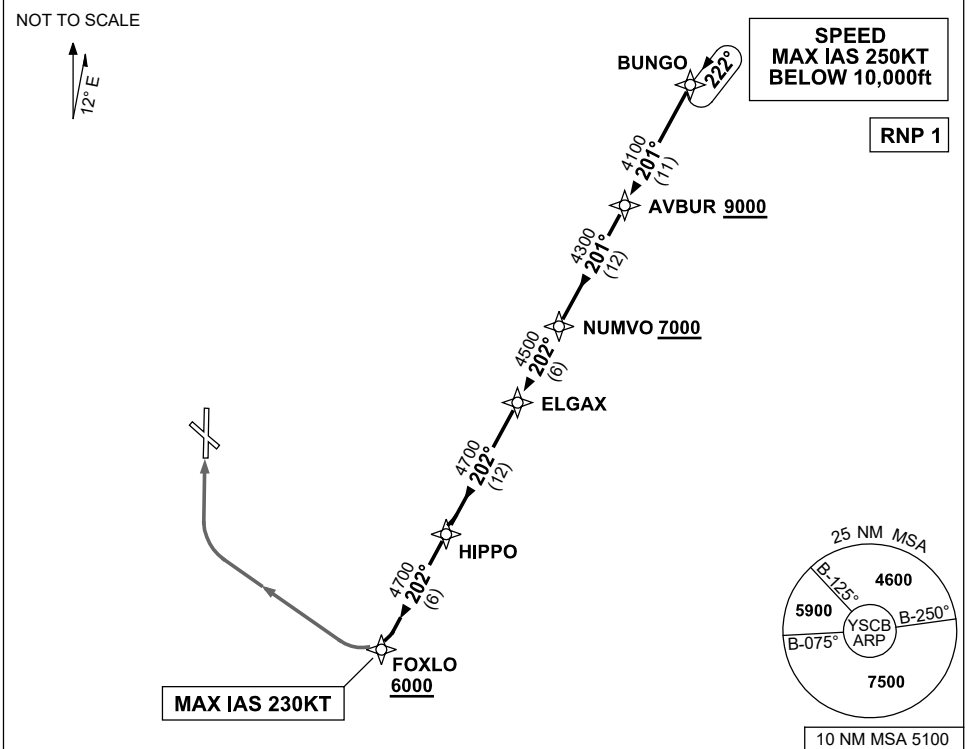 NOT TO SCALE
12° E
SPEED
MAX IAS 250KT
BELOW 10,000ft
RNP 1
BUNGO
222°
4100
201°
(11)
AVBUR 9000
4300
201°
(12)
NUMVO 7000
4500
202°
(6)
ELGAX
4700
202°
(12)
HIPPO
4700
202°
(6)
FOXLO
6000
MAX IAS 230KT
25 NM MSA
B-125°
4600
5900
B-250°
YSCB
ARP
B-075°
7500
10 NM MSA 5100